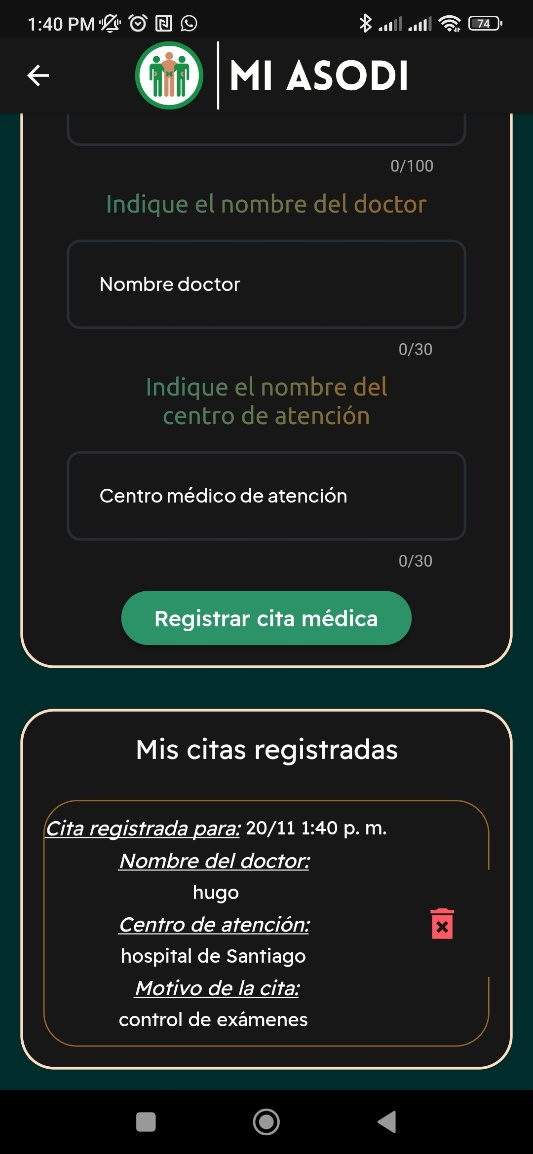 1:40 PM
74
MI ASODI
0/100
Indique el nombre del doctor
Nombre doctor
0/30
Indique el nombre del
centro de atención
Centro médico de atención
0/30
Registrar cita médica
Mis citas registradas
Cita registrada para: 20/11 1:40 p. m.
Nombre del doctor:
hugo
Centro de atención:
hospital de Santiago
Motivo de la cita:
control de exámenes